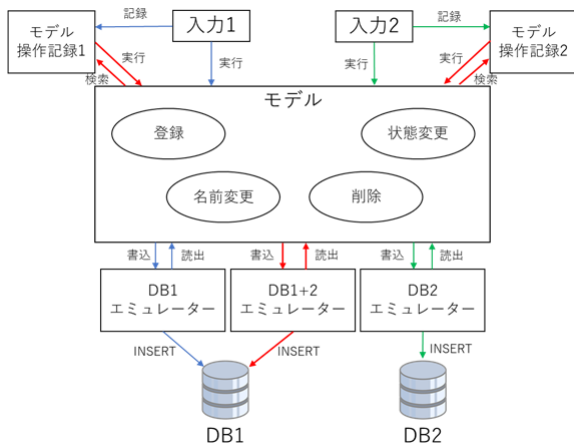 モデル
操作記録1
記録
入力1
入力2
記録
モデル
操作記録2
実行
検索
実行
実行
実行
検索
モデル
登録
状態変更
名前変更
削除
書込
読出
書込
読出
書込
読出
DB1
エミュレーター
DB1+2
エミュレーター
DB2
エミュレーター
INSERT
INSERT
INSERT
DB1
DB2